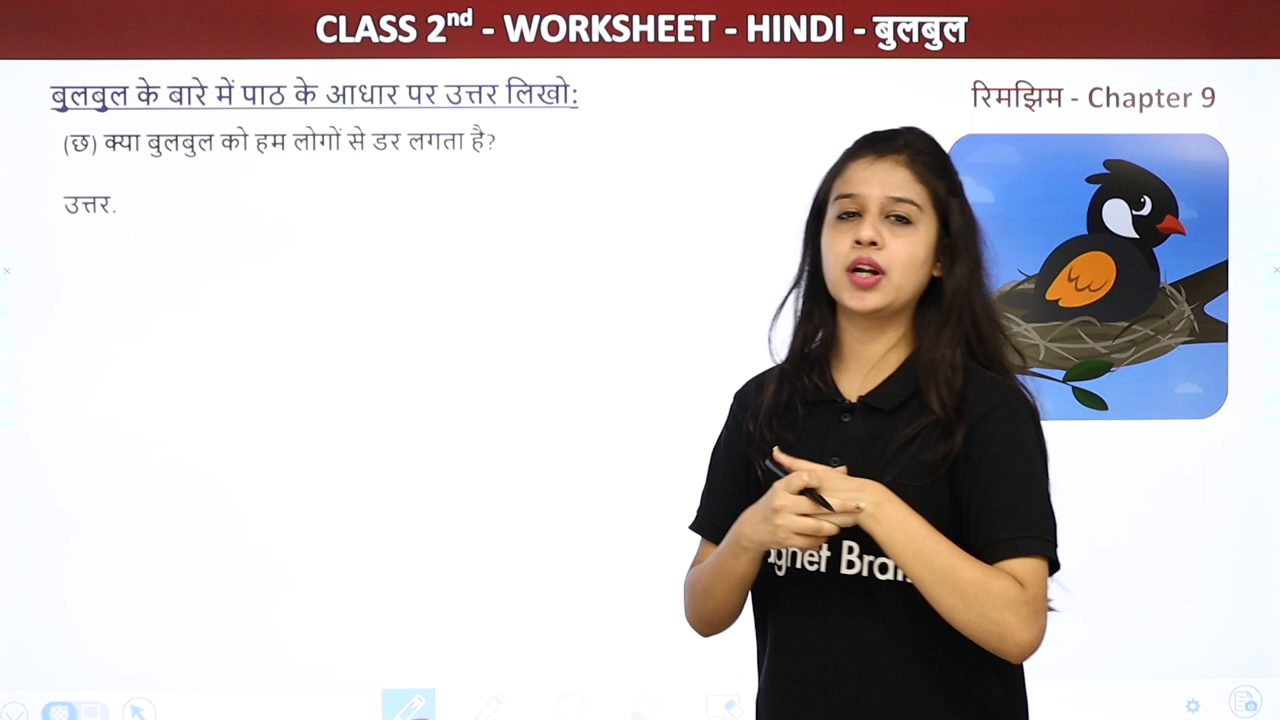 CLASS 2nd - WORKSHEET - HINDI - बुलबुल
बुलबुल के बारे में पाठ के आधार पर उत्तर लिखो:
रिमझिम - Chapter 9
(छ) क्या बुलबुल को हम लोगों से डर लगता है?
उत्तर.